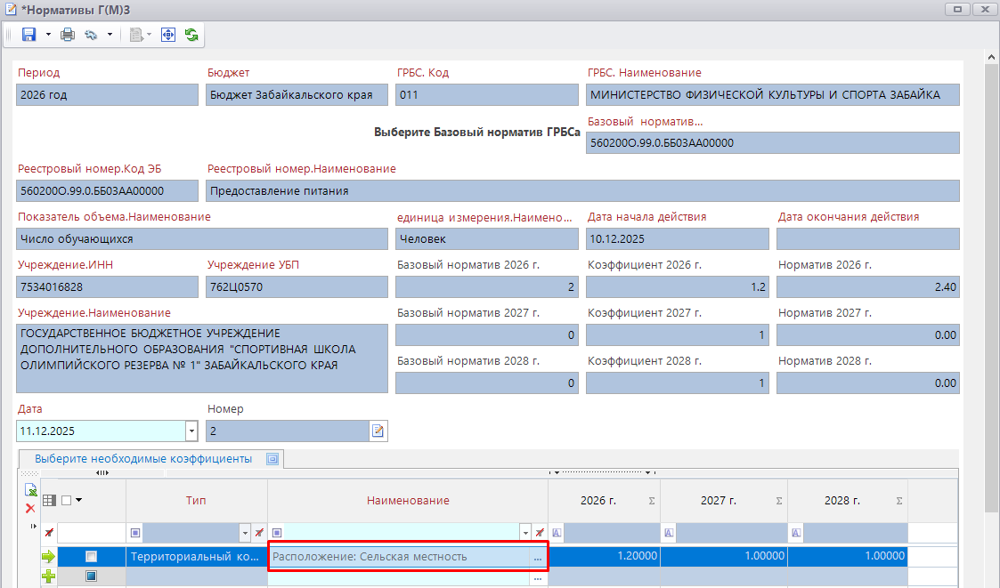 *Нормативы Г(М)З
Период
Бюджет
ГРБС. Код
ГРБС. Наименование
2026 год
Бюджет Забайкальского края
011
МИНИСТЕРСТВО ФИЗИЧЕСКОЙ КУЛЬТУРЫ И СПОРТА ЗАБАЙКА
Базовый норматив...
Выберите Базовый норматив ГРБСа
560200О.99.0.ББ03АА00000
Реестровый номер.Код ЭБ
Реестровый номер.Наименование
560200О.99.0.ББ03АА00000
Предоставление питания
Показатель объема.Наименование
единица измерения.Наимено...
Дата начала действия
Дата окончания действия
Число обучающихся
Человек
10.12.2025
Учреждение.ИНН
Учреждение УБП
Базовый норматив 2026 г.
Коэффициент 2026 г.
Норматив 2026 г.
7534016828
762Ц0570
2
1.2
2.40
Учреждение.Наименование
Базовый норматив 2027 г.
Коэффициент 2027 г.
Норматив 2027 г.
ГОСУДАРСТВЕННОЕ БЮДЖЕТНОЕ УЧРЕЖДЕНИЕ
ДОПОЛНИТЕЛЬНОГО ОБРАЗОВАНИЯ "СПОРТИВНАЯ ШКОЛА
ОЛИМПИЙСКОГО РЕЗЕРВА № 1" ЗАБАЙКАЛЬСКОГО КРАЯ
0
1
0.00
Базовый норматив 2028 г.
Коэффициент 2028 г.
Норматив 2028 г.
0
1
0.00
Дата
Номер
11.12.2025
2
Выберите необходимые коэффициенты
Тип
Наименование
2026 г.
Σ
2027 г.
Σ
2028 г.
Σ
A
A
A
Территориальный ко...
Расположение: Сельская местность
...
1.20000
1.00000
1.00000
...